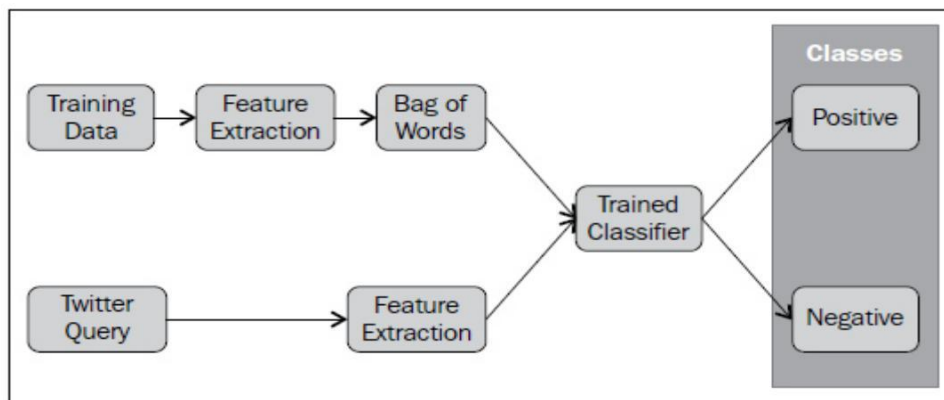 Classes
Training
Data
Feature
Extraction
Bag of
Words
Positive
Trained
Classifier
Twitter
Query
Feature
Extraction
Negative